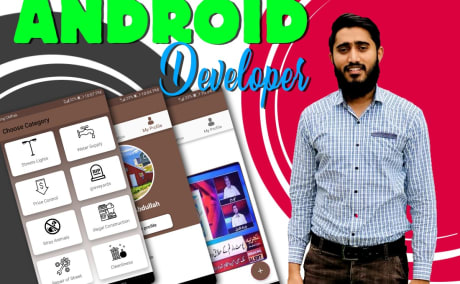 ANDROID
Developer
Choose Category
Streets Lights
Water Supply
Price Control
graveyards
Stray Animals
Illegal Construction
Repair of Street
Cleanliness
My Profile
My Profile